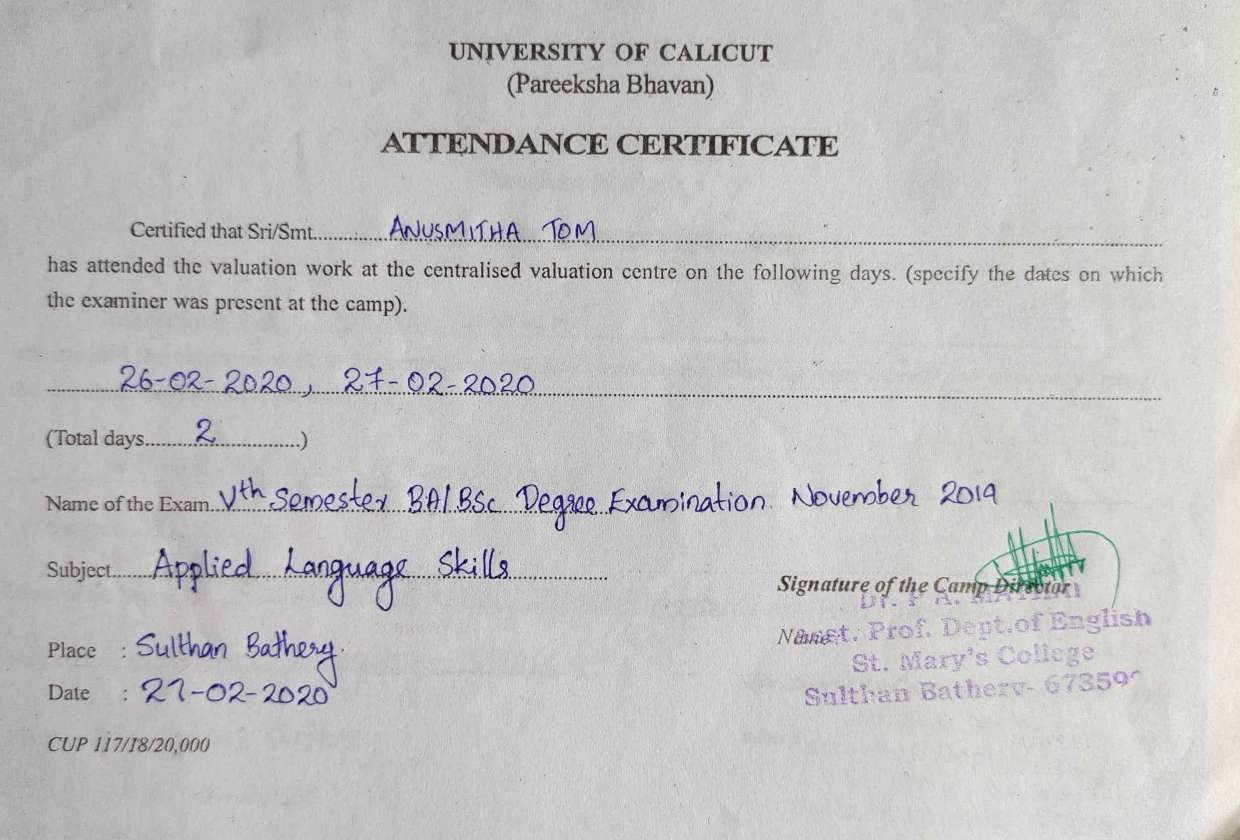 UNIVERSITY OF CALICUT
(Pareeksha Bhavan)
ATTENDANCE CERTIFICATE
Certified that Sri/Smt. ANUSMITHA TOM
has attended the valuation work at the centralised valuation centre on the following days. (specify the dates on which
the examiner was present at the camp).
26-02-2020, 27-02-2020
(Total days 2)
Name of the Exam Vth Semester BA/BSc Degree Examination November 2019
Subject Applied Language Skills
Signature of the Camp Director
Dr. P A.
Name:
Asst. Prof. Dept.of English
St. Mary's College
Sulthan Bathery-
Place : Sulthan Bathery.
Date : 27-02-2020
CUP 117/18/20,000